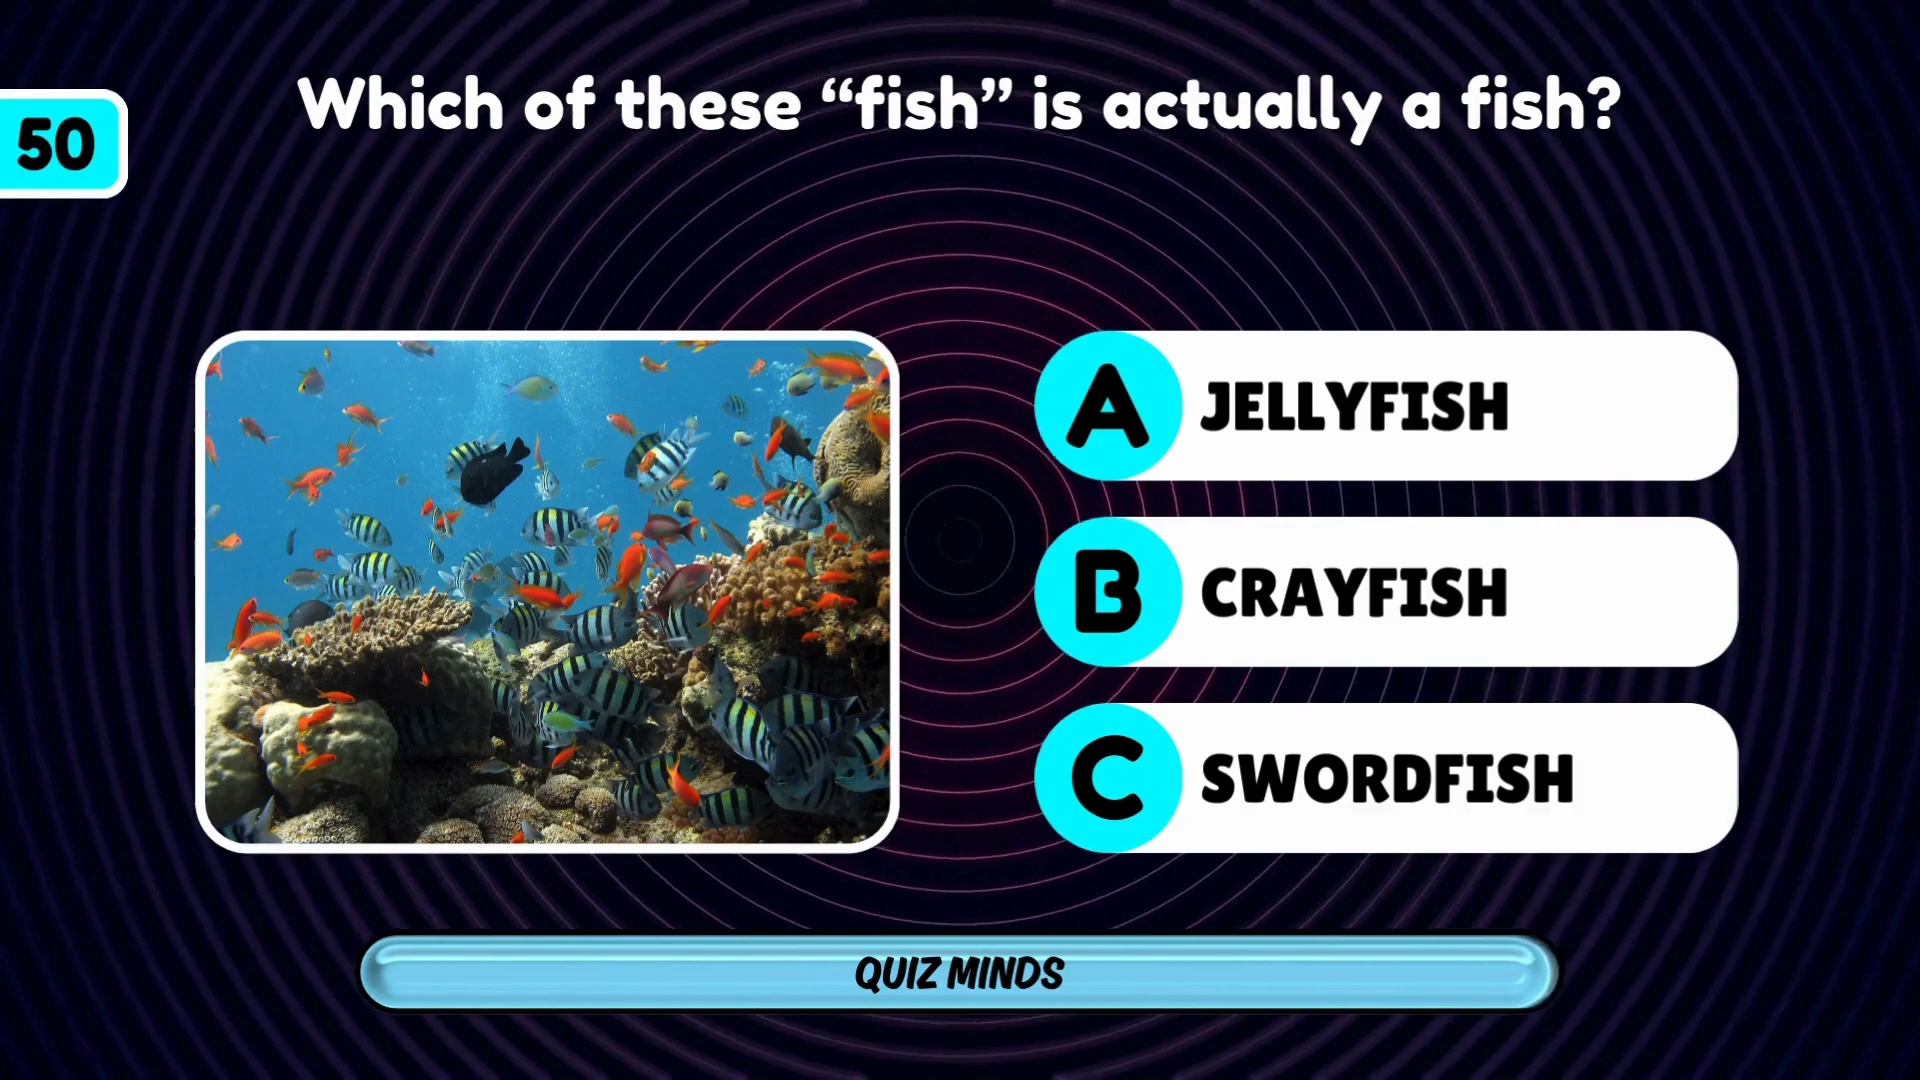 Which of these “fish” is actually a fish?
50
A JELLYFISH
B CRAYFISH
C SWORDFISH
QUIZ MINDS